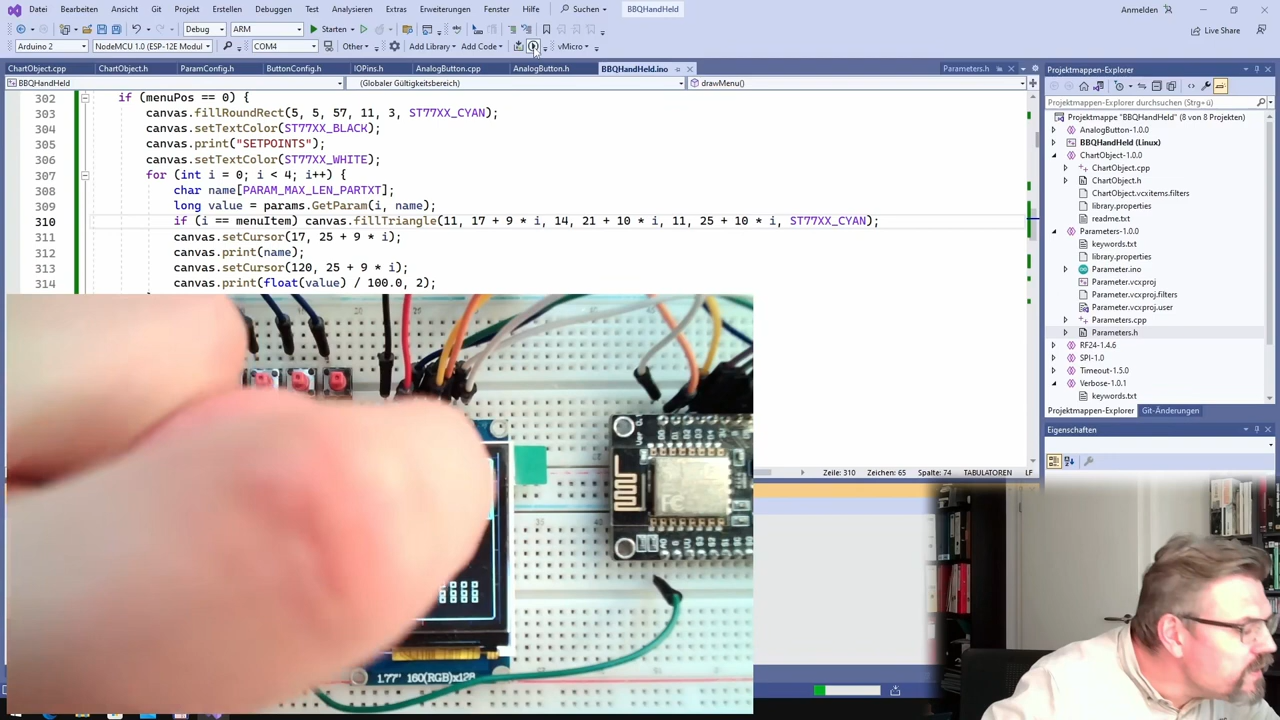 Datei Bearbeiten Ansicht Git Projekt Erstellen Debuggen Test Analysieren Extras Erweiterungen Fenster Hilfe Suchen BBQHandHeld Anmelden
Debug ARM Starten Live Share
Arduino 2 NodeMCU 1.0 (ESP-12E Modul COM4 Other Add Library Add Code vMicro
ChartObject.cpp ChartObject.h ParamConfig.h ButtonConfig.h IOPins.h AnalogButton.cpp AnalogButton.h BBQHandHeld.ino Parameters.h
BBQHandHeld (Globaler Gültigkeitsbereich) drawMenu()
302 if (menuPos == 0) {
303 canvas.fillRoundRect(5, 5, 57, 11, 3, ST77XX_CYAN);
304 canvas.setTextColor(ST77XX_BLACK);
305 canvas.print("SETPOINTS");
306 canvas.setTextColor(ST77XX_WHITE);
307 for (int i = 0; i < 4; i++) {
308 char name[PARAM_MAX_LEN_PARTXT];
309 long value = params.GetParam(i, name);
310 if (i == menuItem) canvas.fillTriangle(11, 17 + 9 * i, 14, 21 + 10 * i, 11, 25 + 10 * i, ST77XX_CYAN);
311 canvas.setCursor(17, 25 + 9 * i);
312 canvas.print(name);
313 canvas.setCursor(120, 25 + 9 * i);
314 canvas.print(float(value) / 100.0, 2);
Zeile: 310 Zeichen: 65 Spalte: 74 TABULATOREN LF
Projektmappen-Explorer
Projektmappen-Explorer durchsuchen (Strg+ü)
Projektmappe "BBQHandHeld" (8 von 8 Projekten)
AnalogButton-1.0.0
BBQHandHeld (Linux)
ChartObject-1.0.0
ChartObject.cpp
ChartObject.h
ChartObject.vcxitems.filters
library.properties
readme.txt
Parameters-1.0.0
keywords.txt
library.properties
Parameter.ino
Parameter.vcxproj
Parameter.vcxproj.filters
Parameter.vcxproj.user
Parameters.cpp
Parameters.h
RF24-1.4.6
SPI-1.0
Timeout-1.5.0
Verbose-1.0.1
keywords.txt
Projektmappen-Explorer Git-Änderungen
Eigenschaften
1.77" 160(RGB)x128